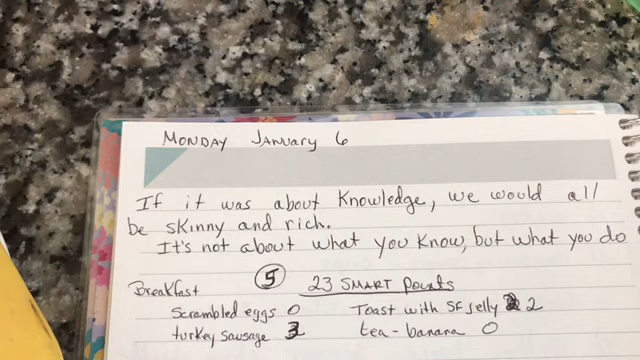 Monday January 6
If it was about Knowledge, we would all
be skinny and rich.
It's not about what you know, but what you do
Breakfast 5 23 SMART Points
Scrambled eggs 0 Toast with SF Jelly 2
turkey sausage 3 tea - banana 0